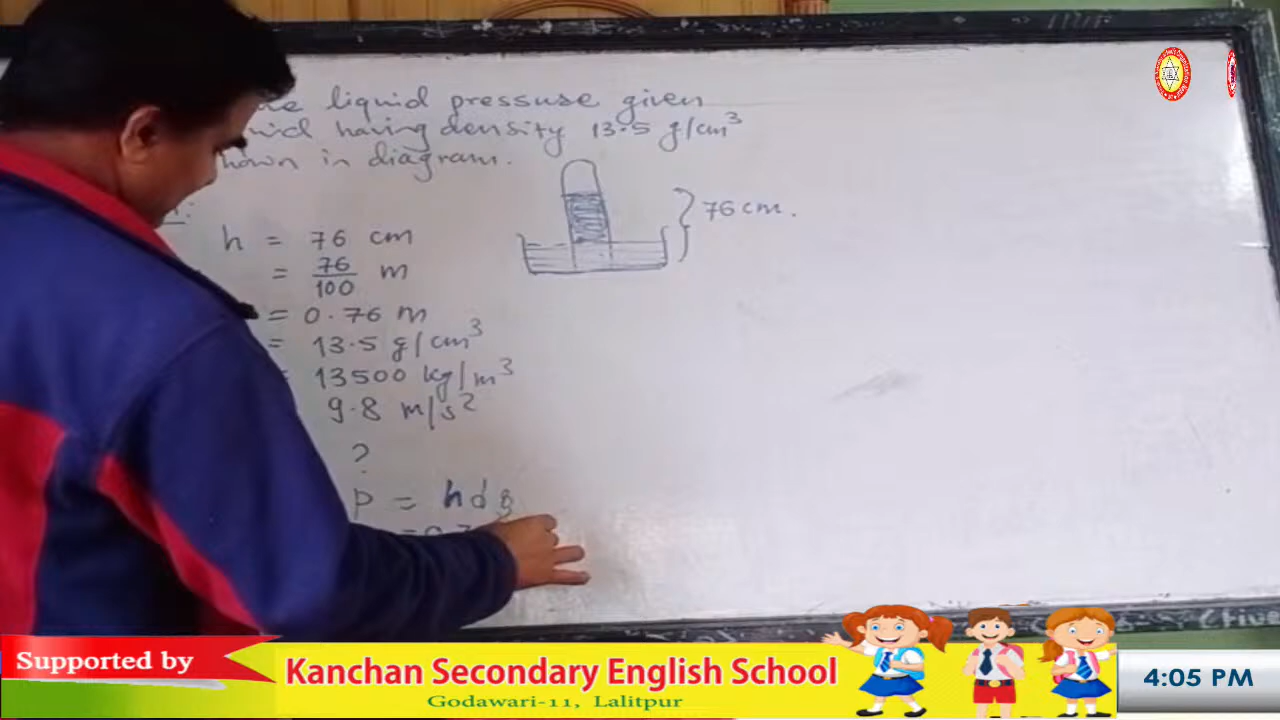 liquid pressuse given
having density 13.5 g/cm³
in diagram.
76 cm.
h = 76 cm
= 76/100 m
= 0.76 m
= 13.5 g/cm³
= 13500 kg/m³
9.8 m/s²
?
P = hdg
Supported by
Kanchan Secondary English School
Godawari-11, Lalitpur
4:05 PM